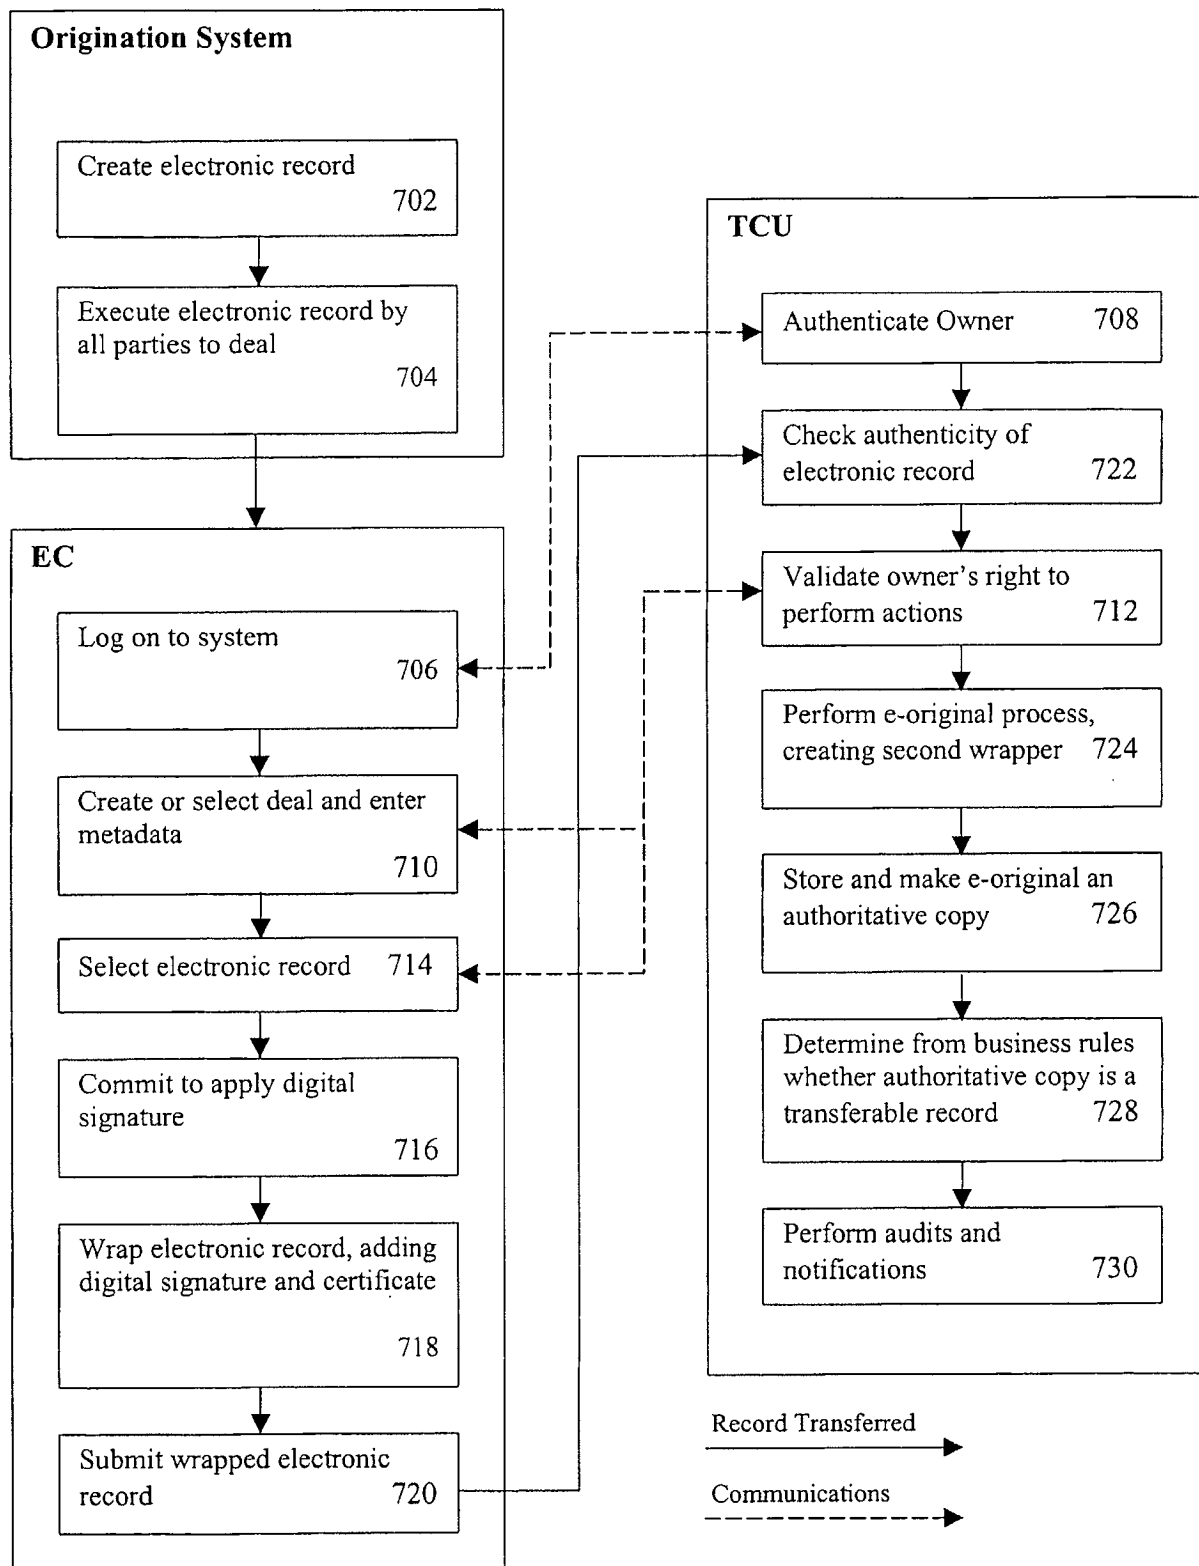 Origination System
Create electronic record
702
Execute electronic record by
all parties to deal
704
EC
Log on to system
706
Create or select deal and enter
metadata
710
Select electronic record 714
Commit to apply digital
signature
716
Wrap electronic record, adding
digital signature and certificate
718
Submit wrapped electronic
record 720
TCU
Authenticate Owner 708
Check authenticity of
electronic record 722
Validate owner's right to
perform actions 712
Perform e-original process,
creating second wrapper 724
Store and make e-original an
authoritative copy 726
Determine from business rules
whether authoritative copy is a
transferable record 728
Perform audits and
notifications 730
Record Transferred
Communications